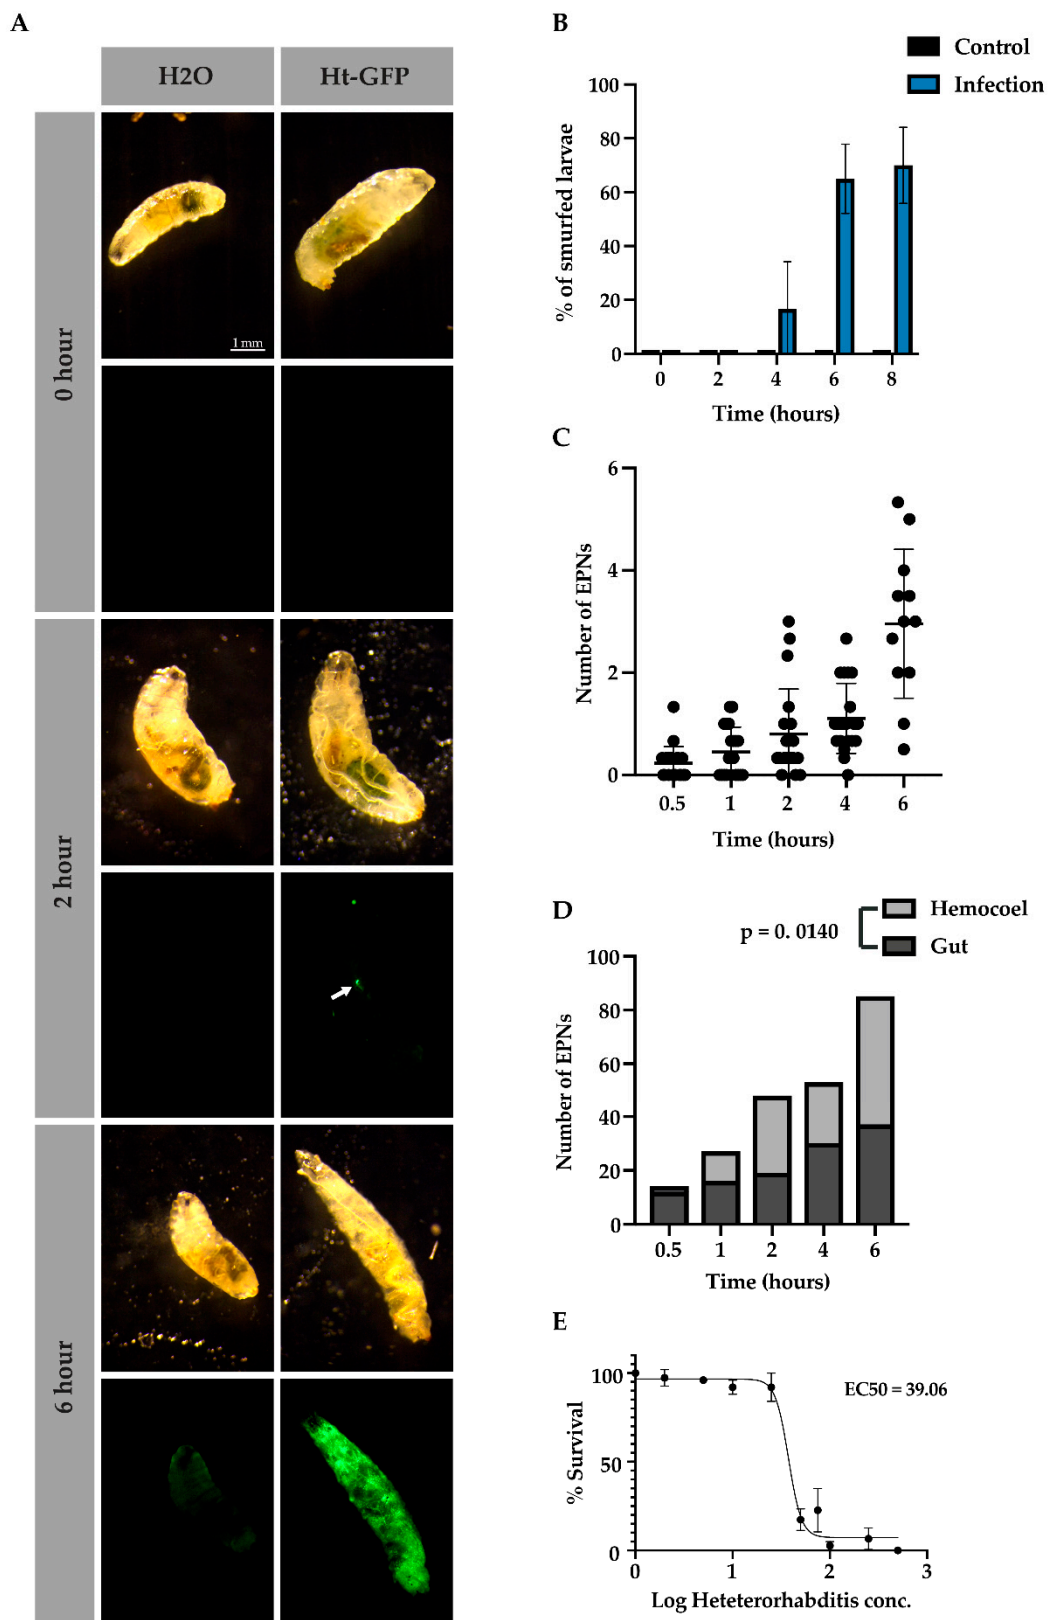 A
H2O
Ht-GFP
0 hour
1 mm
2 hour
6 hour
B
Control
Infection
% of smurfed larvae
100
80
60
40
20
0
0 2 4 6 8
Time (hours)
C
Number of EPNs
6
4
2
0
0.5 1 2 4 6
Time (hours)
D
p = 0. 0140
Hemocoel
Gut
Number of EPNs
100
80
60
40
20
0
0.5 1 2 4 6
Time (hours)
E
EC50 = 39.06
% Survival
100
50
0
0 1 2 3
Log Heteterorhabditis conc.